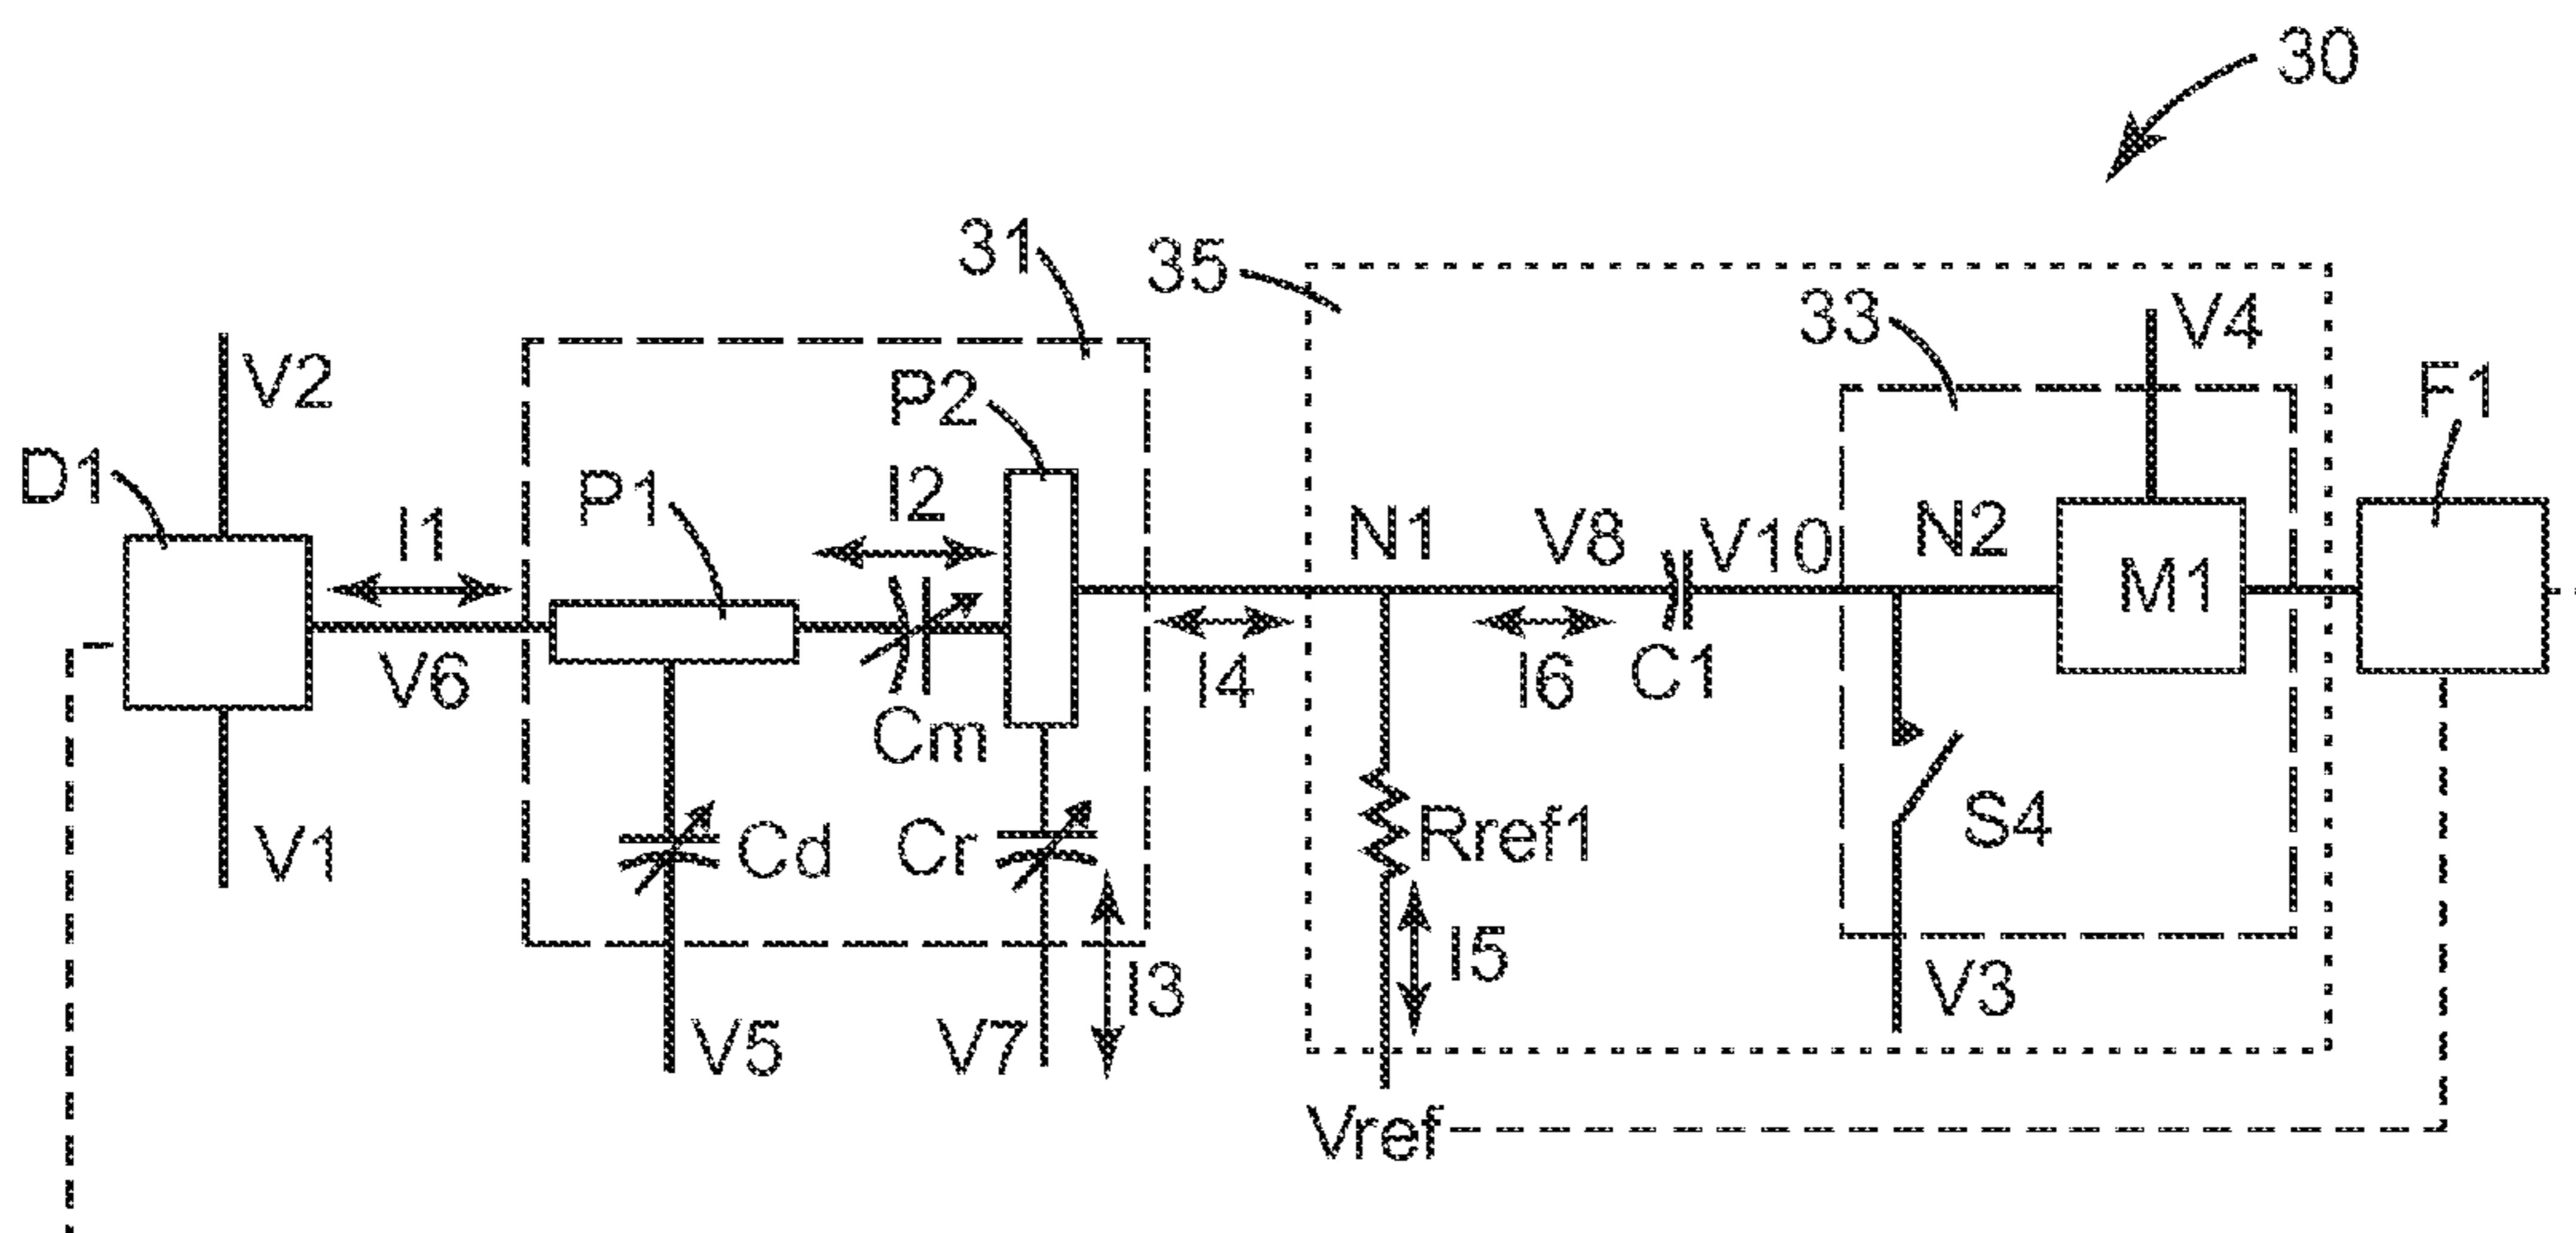 30
31
35
33
V4
V2
P2
F1
D1
I1
P1
I2
N1
V8
V10
N2
M1
V6
I4
I6
C1
Cm
Cd
Cr
Rref1
S4
V1
I5
I3
V3
V5
V7
Vref